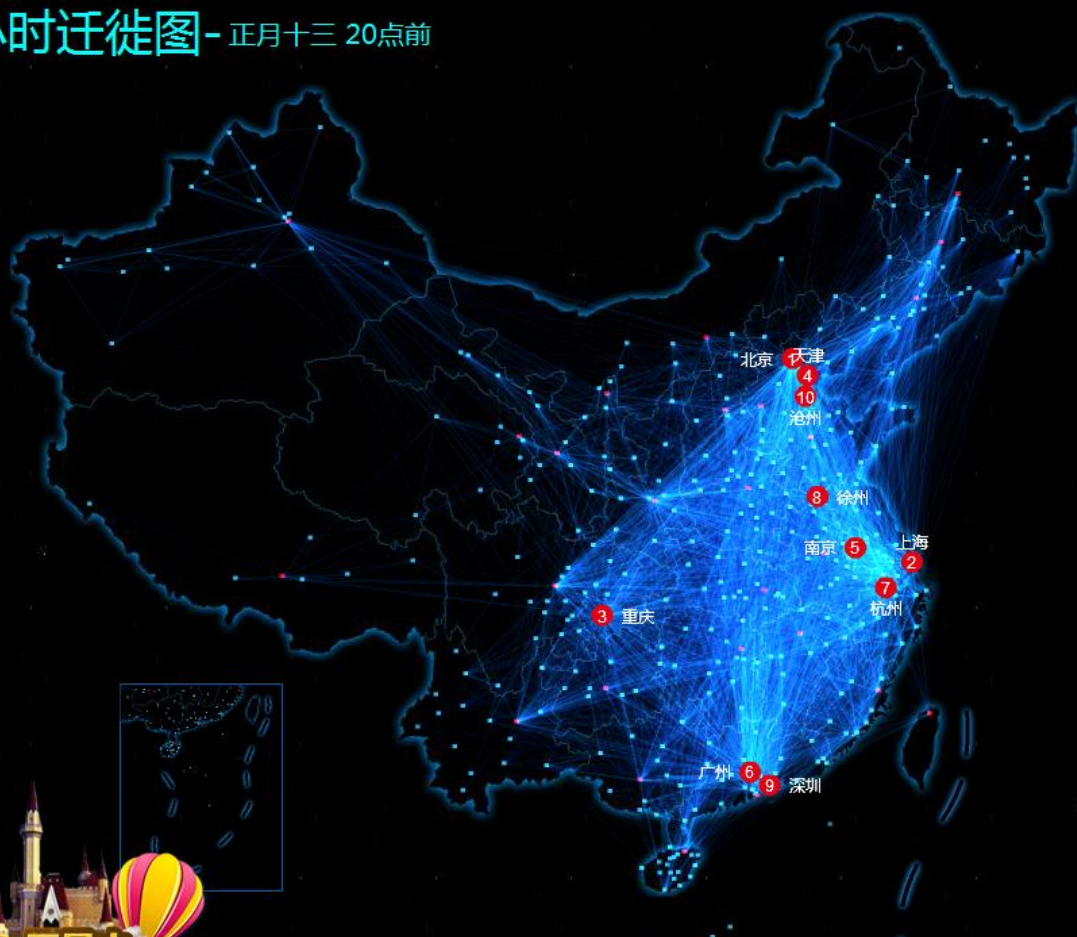 小时迁徙图- 正月十三 20点前
北京
1
天津
4
10
沧州
8 徐州
南京 5
上海
2
7
杭州
3 重庆
广州 6
9 深圳